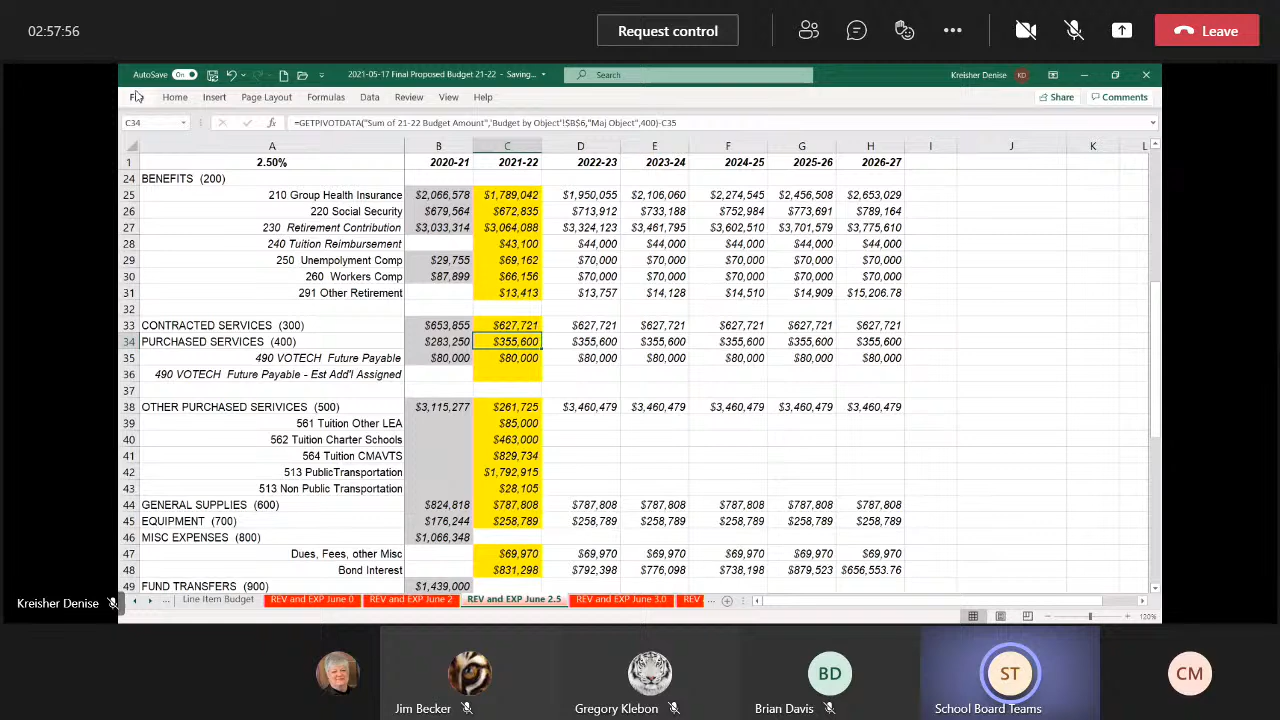 02:57:56 Request control Leave
AutoSave On 2021-05-17 Final Proposed Budget 21-22 - Saving... Search Kreisher Denise KD
Home Insert Page Layout Formulas Data Review View Help Share Comments
C34 fx =GETPIVOTDATA("Sum of 21-22 Budget Amount",'Budget by Object'!$B$6,"Maj Object",400)-C35
A B C D E F G H I J K L
1 2.50% 2020-21 2021-22 2022-23 2023-24 2024-25 2025-26 2026-27
24 BENEFITS (200)
25 210 Group Health Insurance $2,066,578 $1,789,042 $1,950,055 $2,106,060 $2,274,545 $2,456,508 $2,653,029
26 220 Social Security $679,564 $672,835 $713,912 $733,188 $752,984 $773,691 $789,164
27 230 Retirement Contribution $3,033,314 $3,064,088 $3,324,123 $3,461,795 $3,602,510 $3,701,579 $3,775,610
28 240 Tuition Reimbursement $43,100 $44,000 $44,000 $44,000 $44,000 $44,000
29 250 Unempolyment Comp $29,755 $69,162 $70,000 $70,000 $70,000 $70,000 $70,000
30 260 Workers Comp $87,899 $66,156 $70,000 $70,000 $70,000 $70,000 $70,000
31 291 Other Retirement $13,413 $13,757 $14,128 $14,510 $14,909 $15,206.78
32
33 CONTRACTED SERVICES (300) $653,855 $627,721 $627,721 $627,721 $627,721 $627,721 $627,721
34 PURCHASED SERVICES (400) $283,250 $355,600 $355,600 $355,600 $355,600 $355,600 $355,600
35 490 VOTECH Future Payable $80,000 $80,000 $80,000 $80,000 $80,000 $80,000 $80,000
36 490 VOTECH Future Payable - Est Add'l Assigned
37
38 OTHER PURCHASED SERIVICES (500) $3,115,277 $261,725 $3,460,479 $3,460,479 $3,460,479 $3,460,479 $3,460,479
39 561 Tuition Other LEA $85,000
40 562 Tuition Charter Schools $463,000
41 564 Tuition CMAVTS $829,734
42 513 PublicTransportation $1,792,915
43 513 Non Public Transportation $28,105
44 GENERAL SUPPLIES (600) $824,818 $787,808 $787,808 $787,808 $787,808 $787,808 $787,808
45 EQUIPMENT (700) $176,244 $258,789 $258,789 $258,789 $258,789 $258,789 $258,789
46 MISC EXPENSES (800) $1,066,348
47 Dues, Fees, other Misc $69,970 $69,970 $69,970 $69,970 $69,970 $69,970
48 Bond Interest $831,298 $792,398 $776,098 $738,198 $879,523 $656,553.76
49 FUND TRANSFERS (900) $1,439,000
Kreisher Denise ... Line Item Budget REV and EXP June 0 REV and EXP June 2 REV and EXP June 2.5 REV and EXP June 3.0 REV ...
120%
ST BD CM
Jim Becker Gregory Klebon Brian Davis School Board Teams